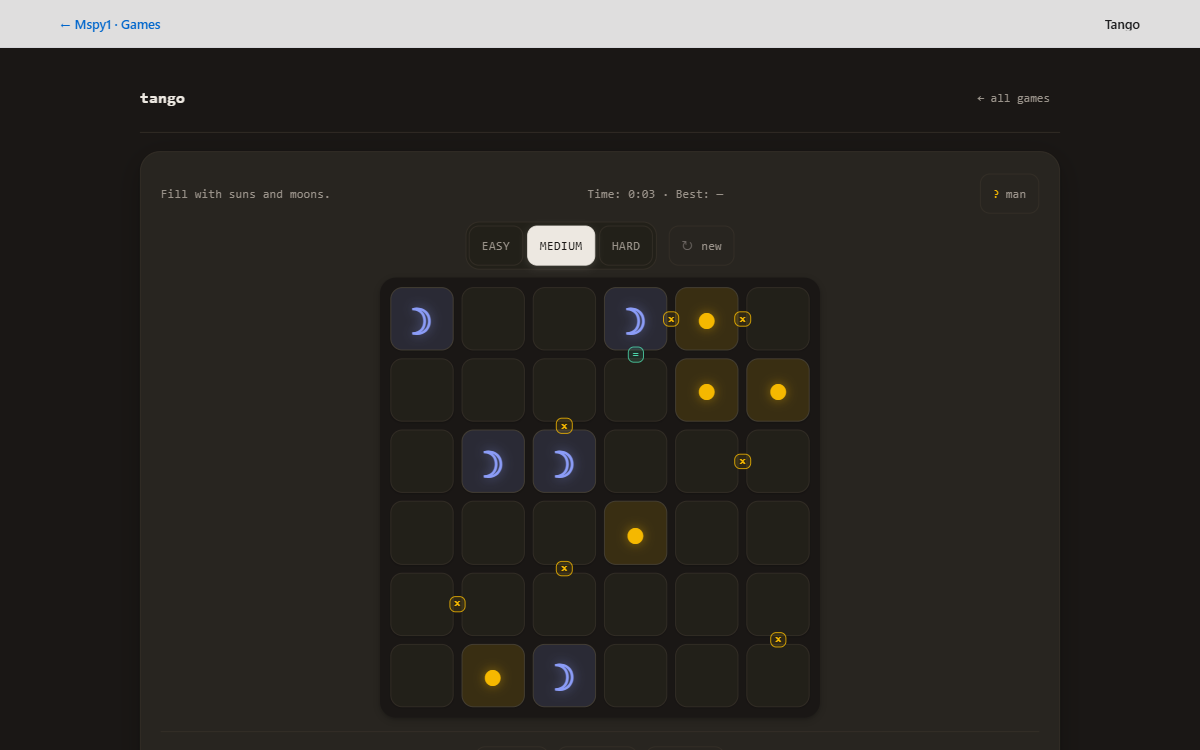 ← Mspy1 · Games
Tango
tango
← all games
Fill with suns and moons.
Time: 0:03 · Best: —
? man
EASY
MEDIUM
HARD
↻ new
x
x
=
x
x
x
x
x